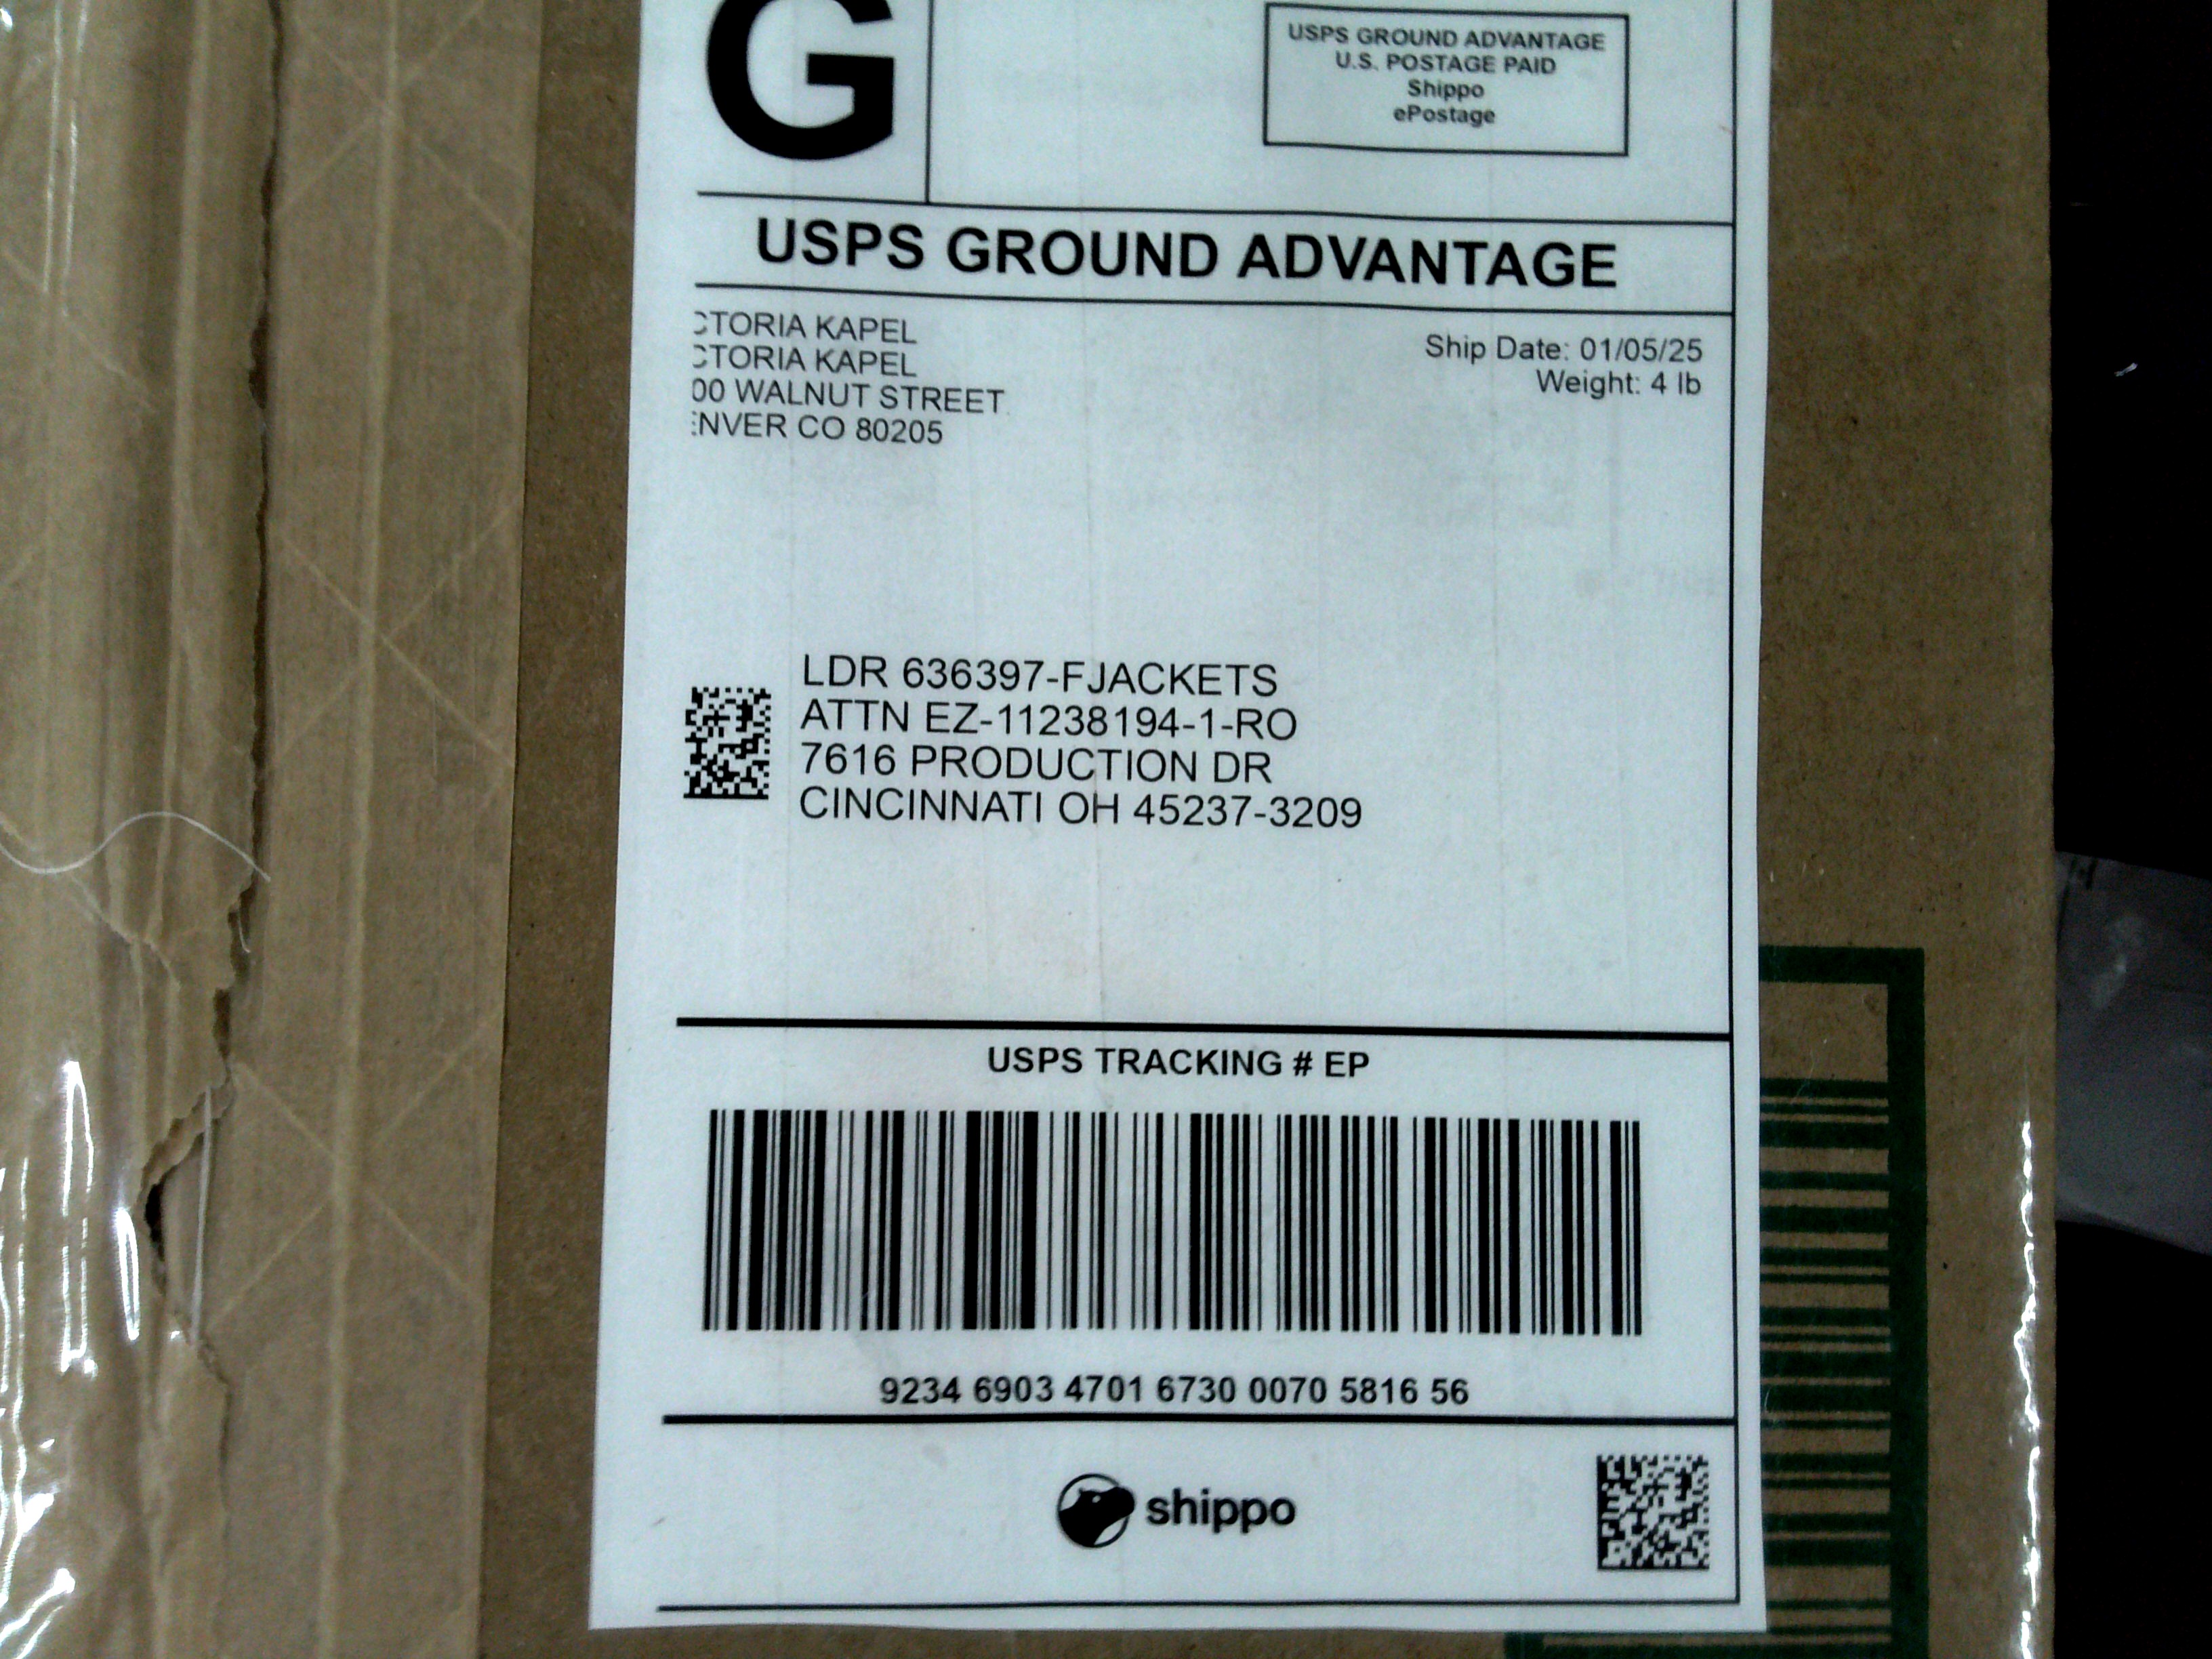 G
USPS GROUND ADVANTAGE
U.S. POSTAGE PAID
Shippo
ePostage
USPS GROUND ADVANTAGE
CTORIA KAPEL
CTORIA KAPEL
00 WALNUT STREET
ENVER CO 80205
Ship Date: 01/05/25
Weight: 4 lb
LDR 636397-FJACKETS
ATTN EZ-11238194-1-RO
7616 PRODUCTION DR
CINCINNATI OH 45237-3209
USPS TRACKING # EP
9234 6903 4701 6730 0070 5816 56
shippo